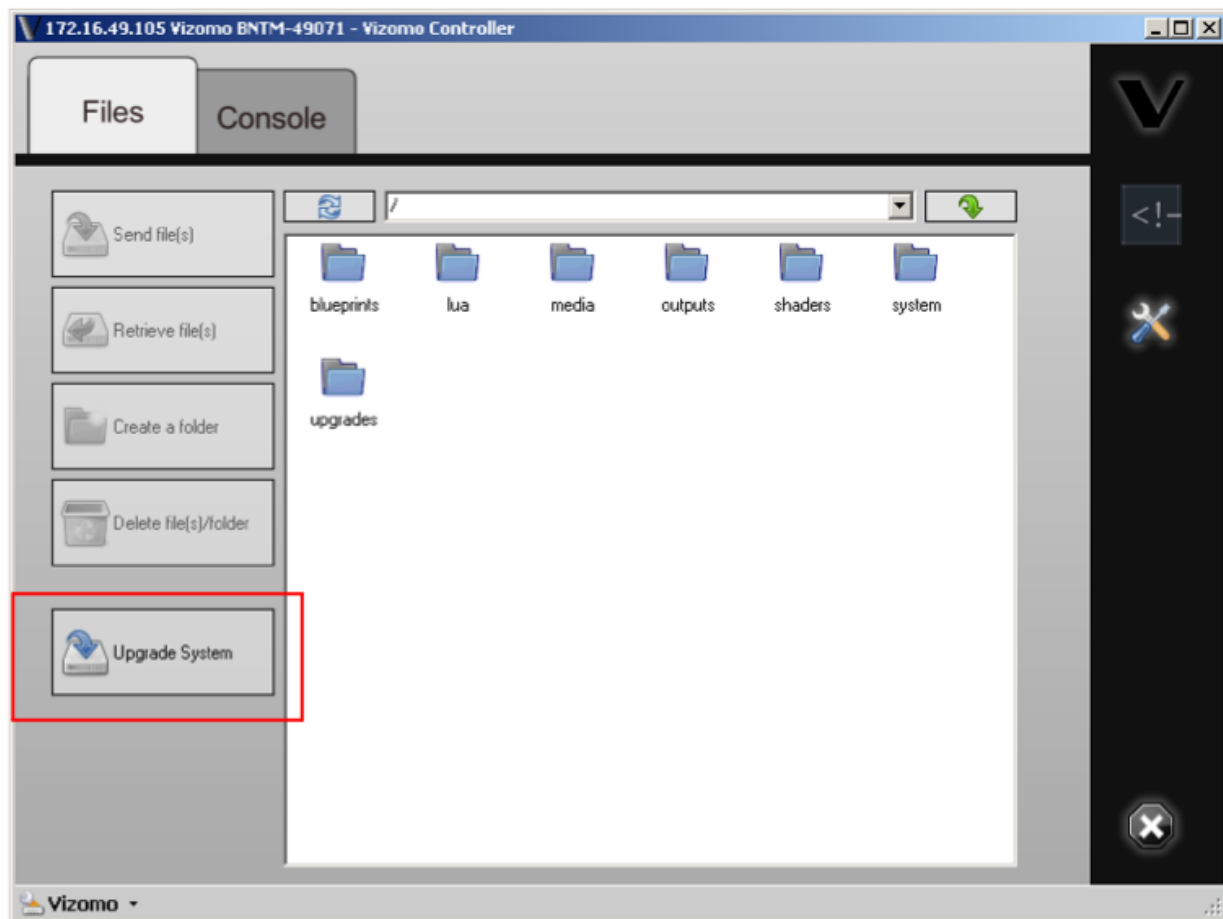 172.16.49.105 Vizomo BNTM-49071 - Vizomo Controller
Files
Console
Send file(s)
/
Retrieve file(s)
Create a folder
Delete file(s)/folder
Upgrade System
blueprints lua media outputs shaders system
upgrades
V
<!-
Vizomo